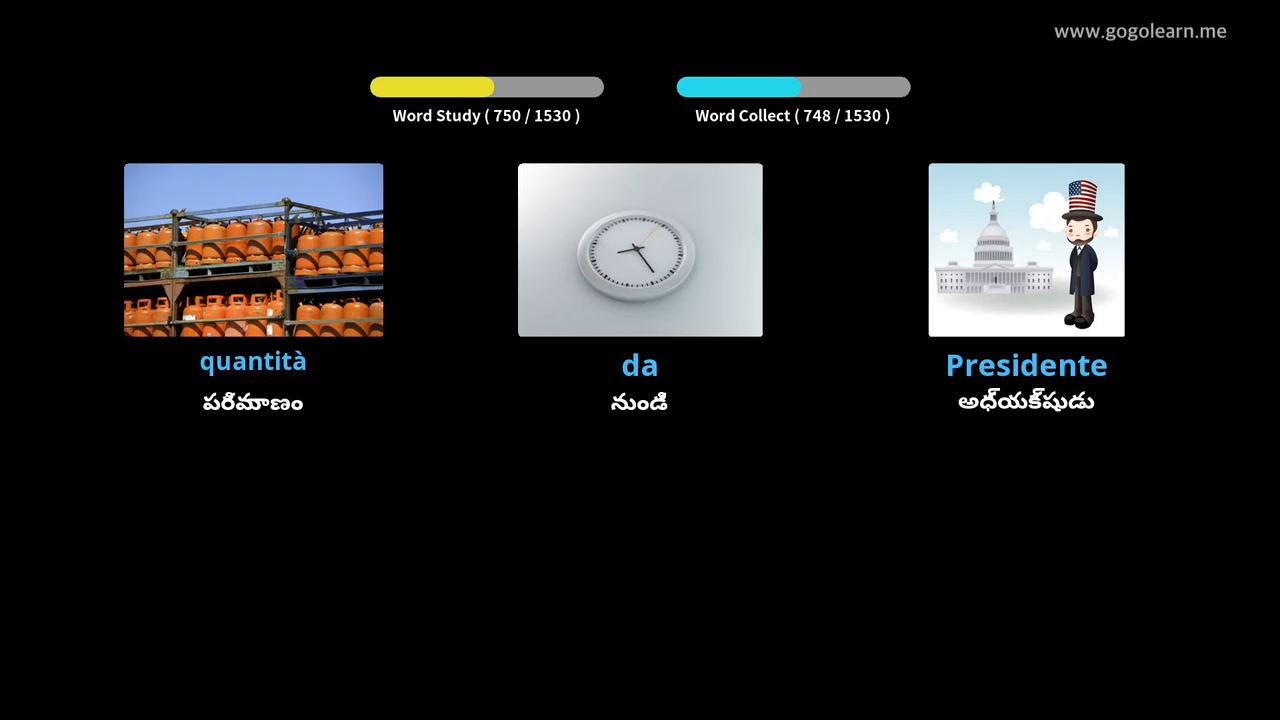 www.gogolearn.me
Word Study ( 750 / 1530 )
Word Collect ( 748 / 1530 )
quantità
da
Presidente
పరిమాణం
నుండి
అధ్యక్షుడు